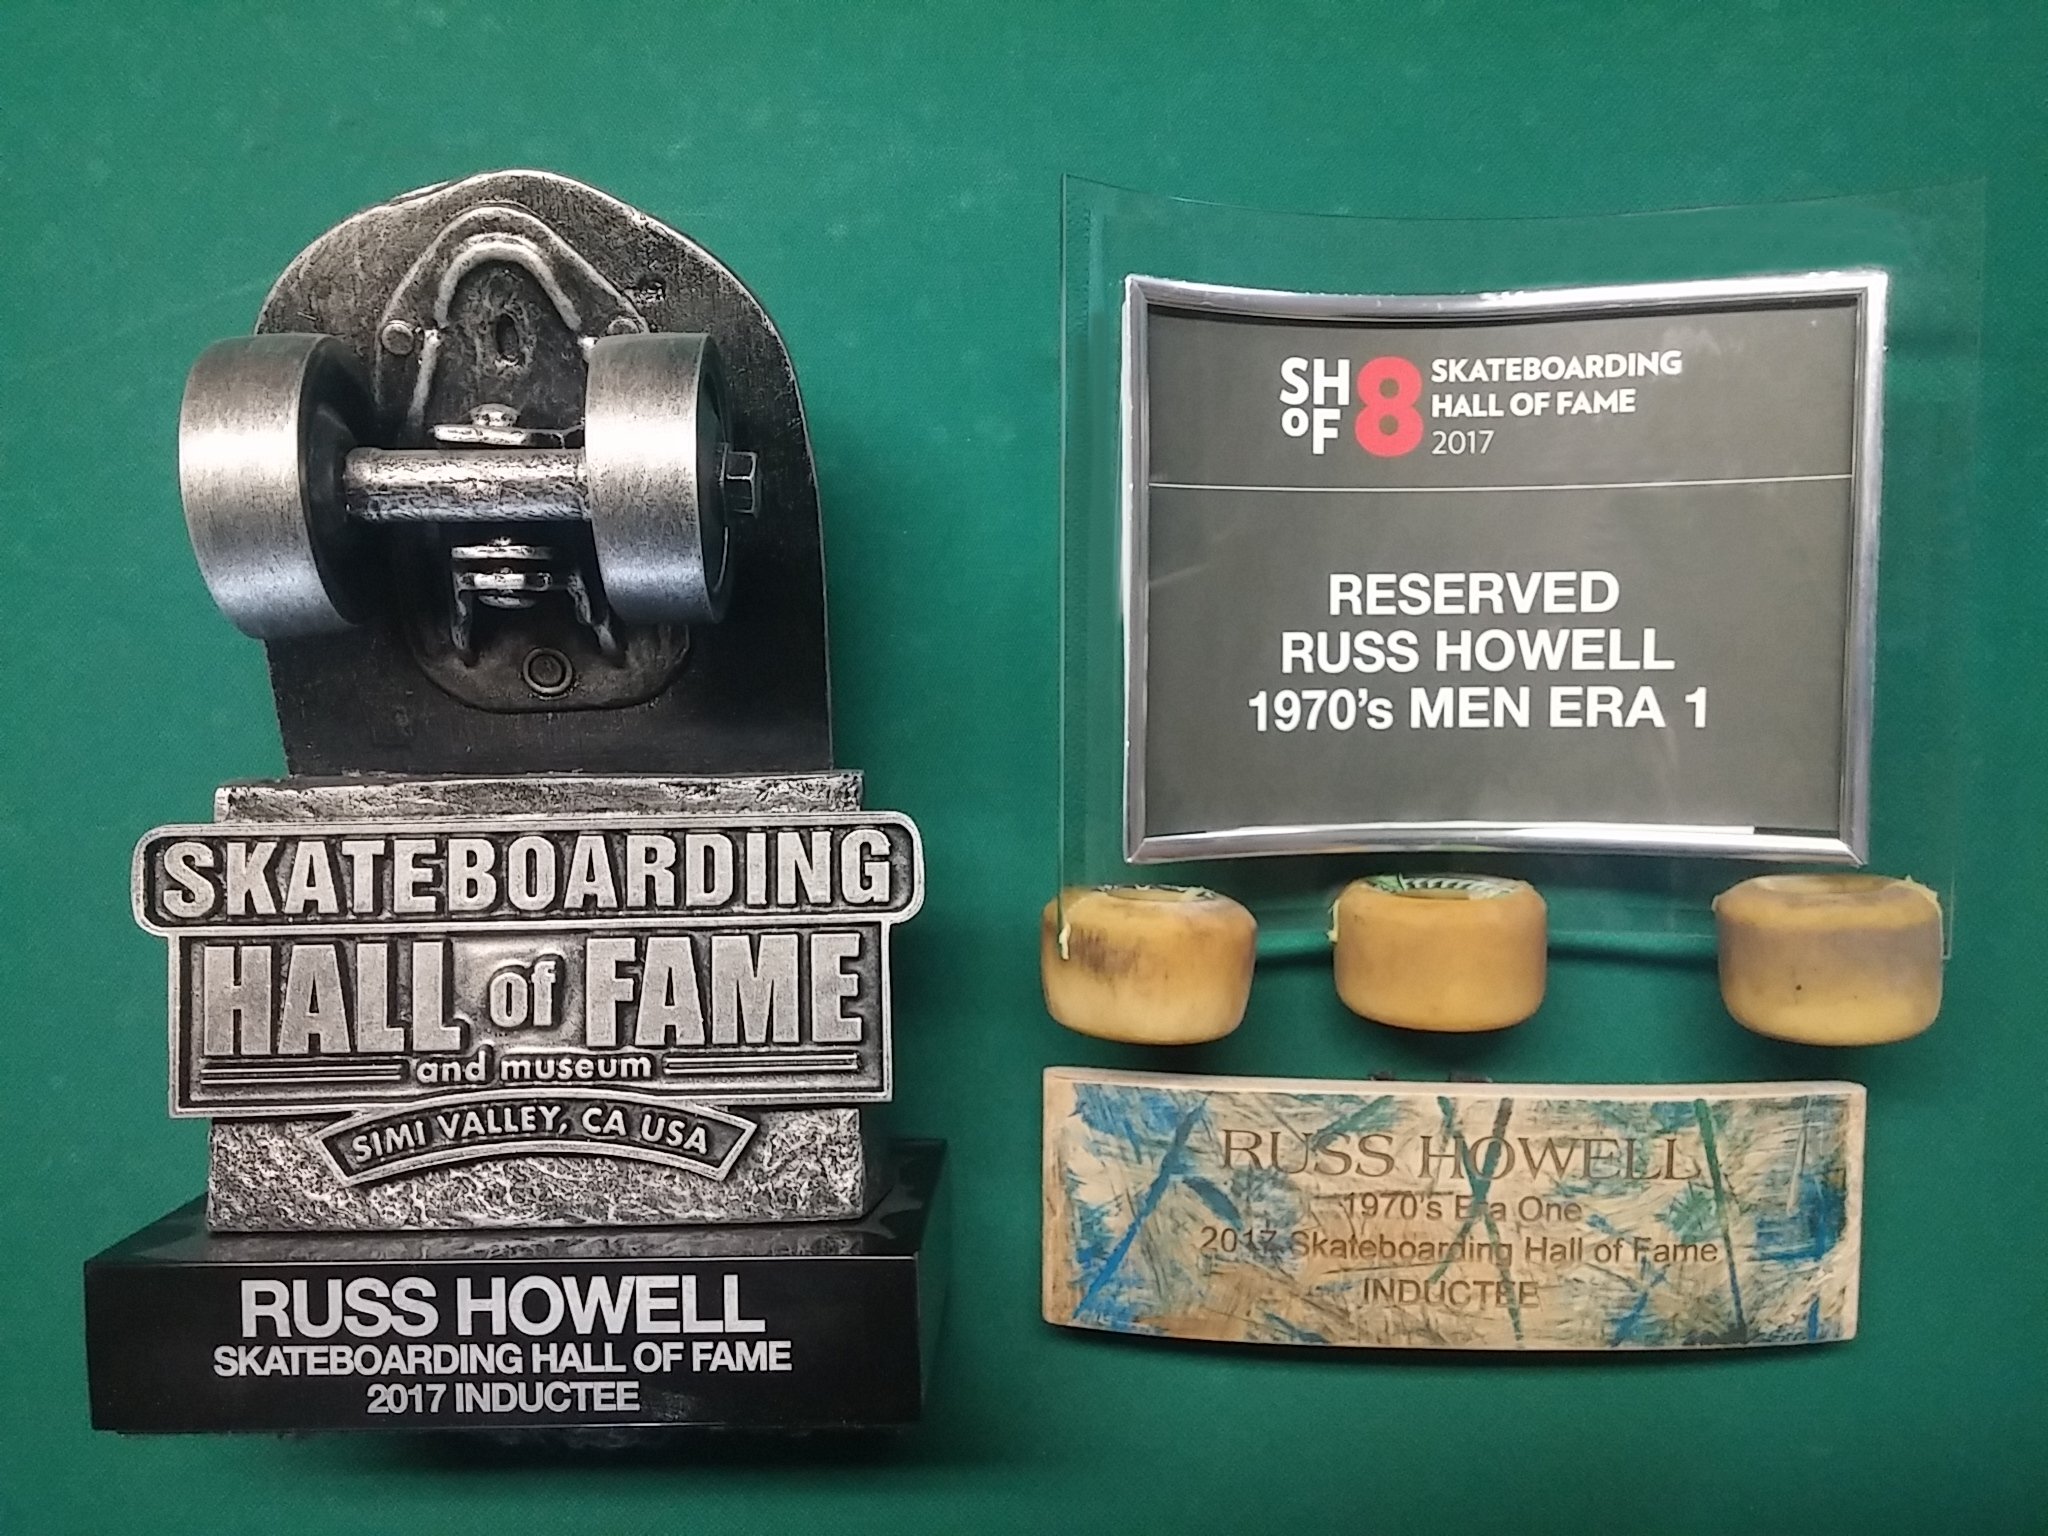 SKATEBOARDING
HALL of FAME
and museum
SIMI VALLEY, CA USA
RUSS HOWELL
SKATEBOARDING HALL OF FAME
2017 INDUCTEE
SH
OF
8
SKATEBOARDING
HALL OF FAME
2017
RESERVED
RUSS HOWELL
1970's MEN ERA 1
RUSS HOWELL
1970's Era One
2017 Skateboarding Hall of Fame
INDUCTEE